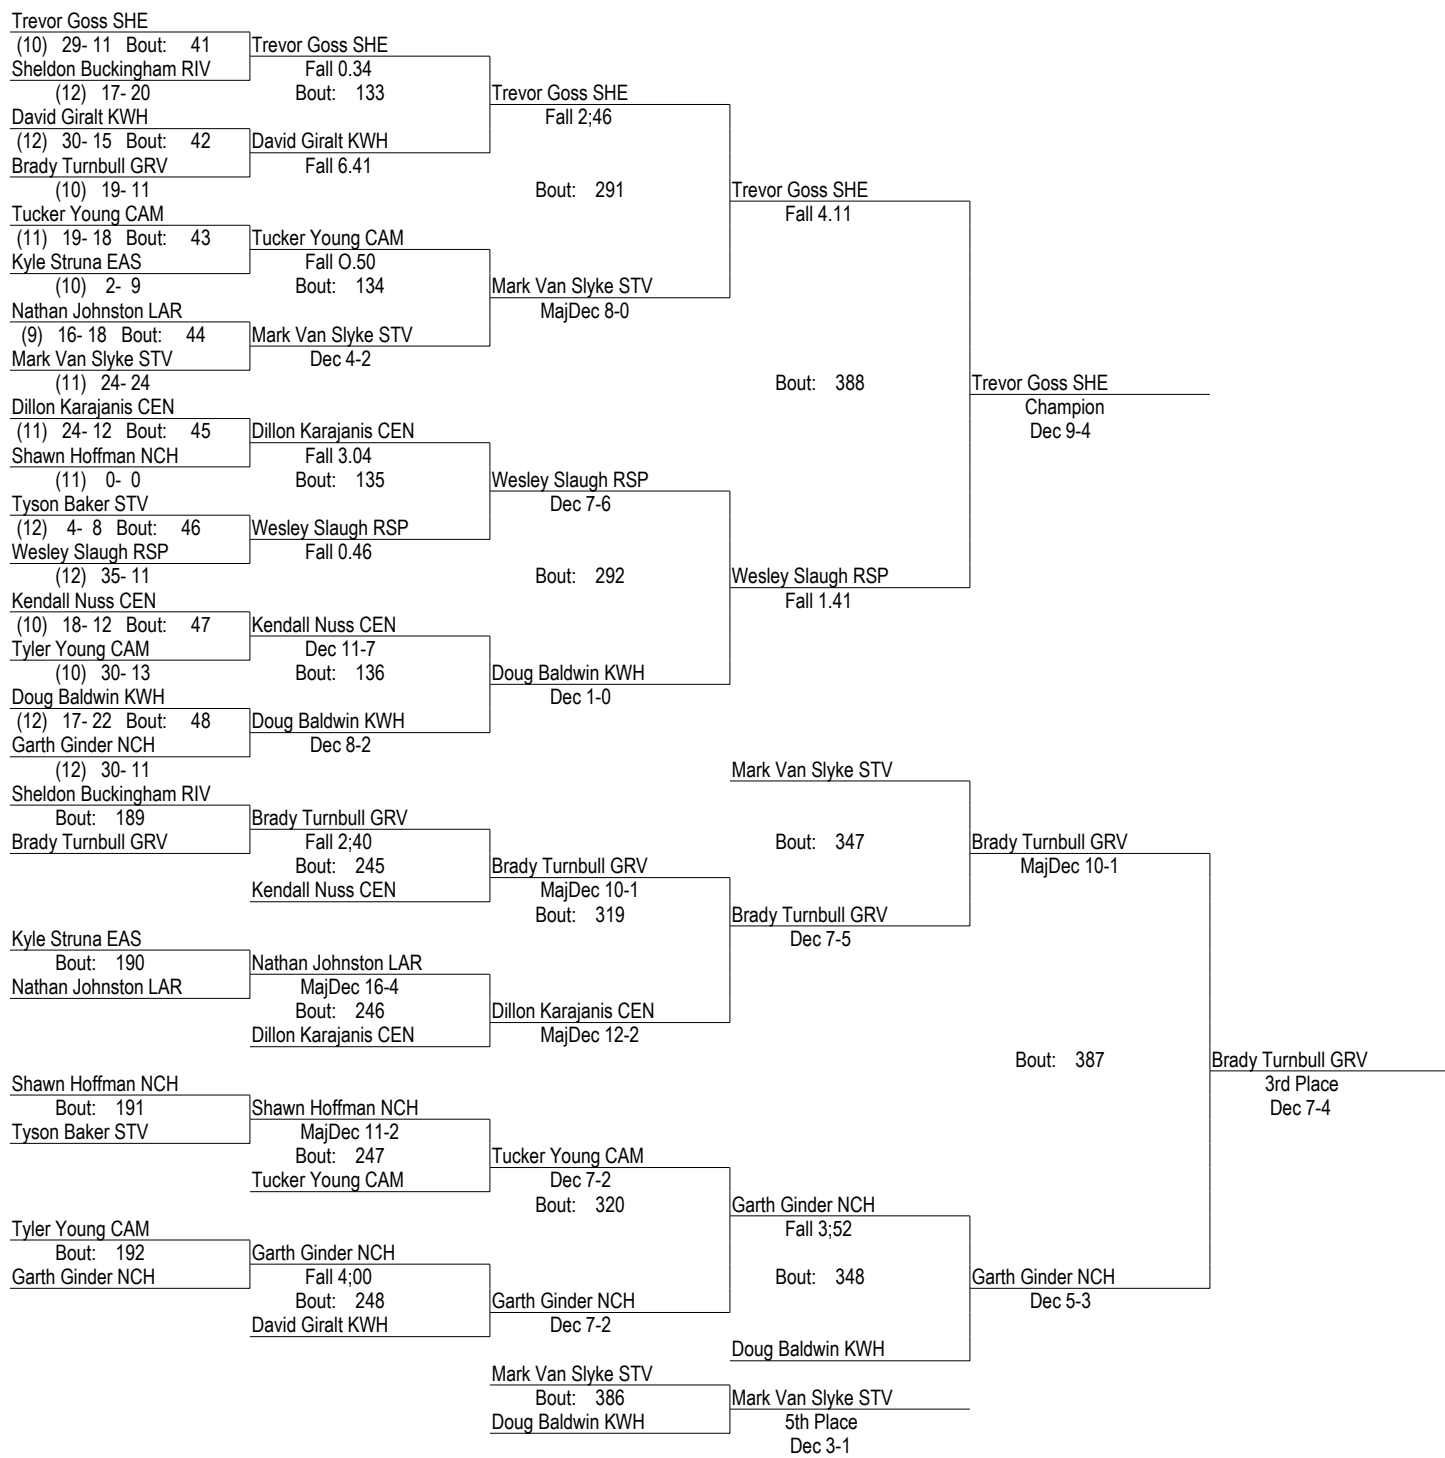 Trevor Goss SHE
(10) 29- 11 Bout: 41 Trevor Goss SHE
Sheldon Buckingham RIV Fall 0.34
(12) 17- 20 Bout: 133 Trevor Goss SHE
David Giralt KWH Fall 2;46
(12) 30- 15 Bout: 42 David Giralt KWH
Brady Turnbull GRV Fall 6.41
(10) 19- 11 Bout: 291 Trevor Goss SHE
Tucker Young CAM Fall 4.11
(11) 19- 18 Bout: 43 Tucker Young CAM
Kyle Struna EAS Fall O.50
(10) 2- 9 Bout: 134 Mark Van Slyke STV
Nathan Johnston LAR MajDec 8-0
(9) 16- 18 Bout: 44 Mark Van Slyke STV
Mark Van Slyke STV Dec 4-2
(11) 24- 24 Bout: 388 Trevor Goss SHE
Dillon Karajanis CEN Champion
(11) 24- 12 Bout: 45 Dillon Karajanis CEN Dec 9-4
Shawn Hoffman NCH Fall 3.04
(11) 0- 0 Bout: 135 Wesley Slaugh RSP
Tyson Baker STV Dec 7-6
(12) 4- 8 Bout: 46 Wesley Slaugh RSP
Wesley Slaugh RSP Fall 0.46
(12) 35- 11 Bout: 292 Wesley Slaugh RSP
Kendall Nuss CEN Fall 1.41
(10) 18- 12 Bout: 47 Kendall Nuss CEN
Tyler Young CAM Dec 11-7
(10) 30- 13 Bout: 136 Doug Baldwin KWH
Doug Baldwin KWH Dec 1-0
(12) 17- 22 Bout: 48 Doug Baldwin KWH
Garth Ginder NCH Dec 8-2
(12) 30- 11 Mark Van Slyke STV
Sheldon Buckingham RIV
Bout: 189 Brady Turnbull GRV
Brady Turnbull GRV Fall 2;40 Bout: 347 Brady Turnbull GRV
Bout: 245 Brady Turnbull GRV MajDec 10-1
Kendall Nuss CEN MajDec 10-1
Bout: 319 Brady Turnbull GRV
Kyle Struna EAS Dec 7-5
Bout: 190 Nathan Johnston LAR
Nathan Johnston LAR MajDec 16-4
Bout: 246 Dillon Karajanis CEN
Dillon Karajanis CEN MajDec 12-2
Bout: 387 Brady Turnbull GRV
Shawn Hoffman NCH 3rd Place
Bout: 191 Shawn Hoffman NCH Dec 7-4
Tyson Baker STV MajDec 11-2
Bout: 247 Tucker Young CAM
Tucker Young CAM Dec 7-2
Bout: 320 Garth Ginder NCH
Tyler Young CAM Fall 3;52
Bout: 192 Garth Ginder NCH
Garth Ginder NCH Fall 4;00 Bout: 348 Garth Ginder NCH
Bout: 248 Garth Ginder NCH Dec 5-3
David Giralt KWH Dec 7-2
Doug Baldwin KWH
Mark Van Slyke STV
Bout: 386 Mark Van Slyke STV
Doug Baldwin KWH 5th Place
Dec 3-1